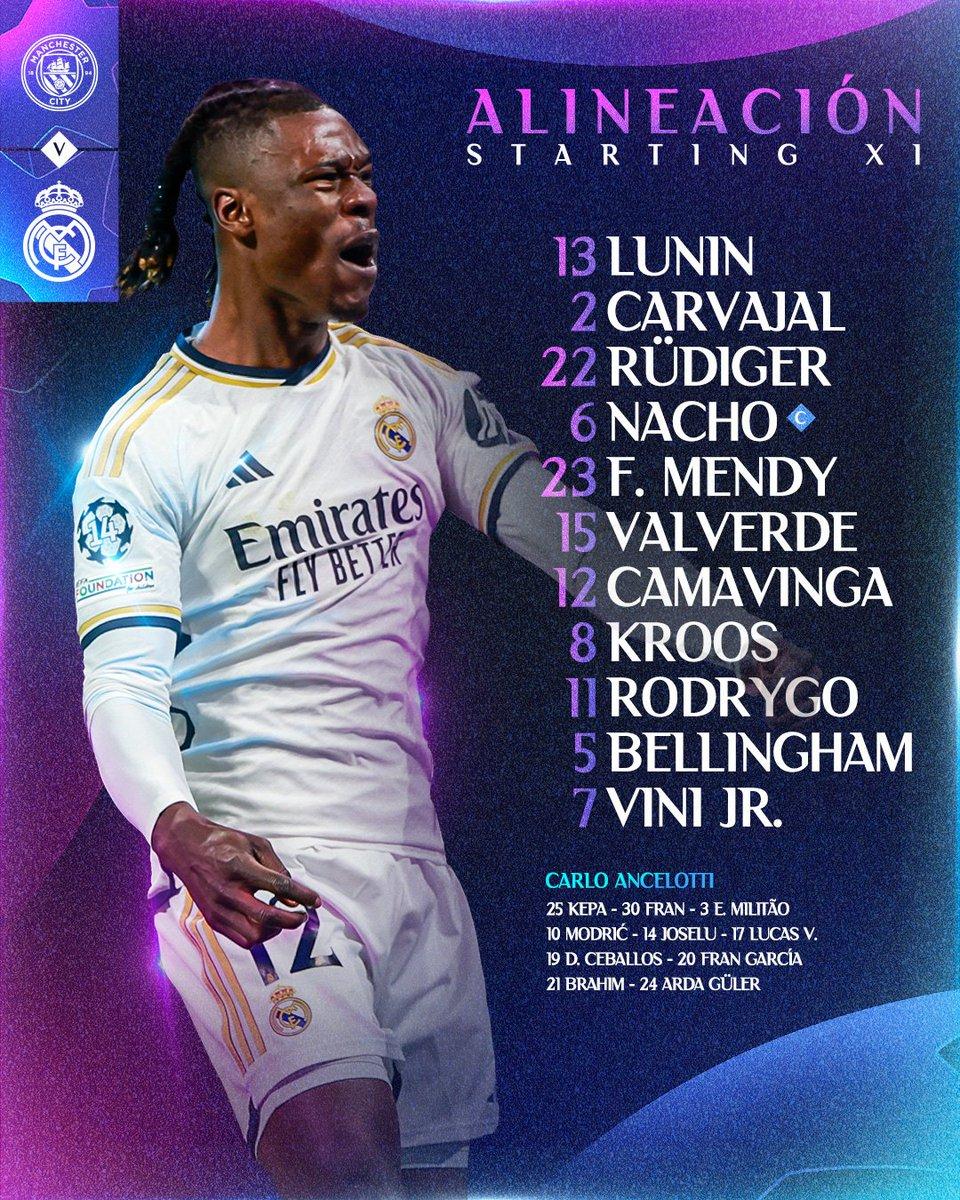 MANCHESTER
18 94
CITY
V
ALINEACIÓN
STARTING XI
13 LUNIN
2 CARVAJAL
22 RÜDIGER
6 NACHO C
23 F. MENDY
15 VALVERDE
12 CAMAVINGA
8 KROOS
11 RODRYGO
5 BELLINGHAM
7 VINI JR.
CARLO ANCELOTTI
25 KEPA - 30 FRAN - 3 E. MILITÃO
10 MODRIĆ - 14 JOSELU - 17 LUCAS V.
19 D. CEBALLOS - 20 FRAN GARCÍA
21 BRAHIM - 24 ARDA GÜLER
Emirates
FLY BETTER
14
FOUNDATION
12